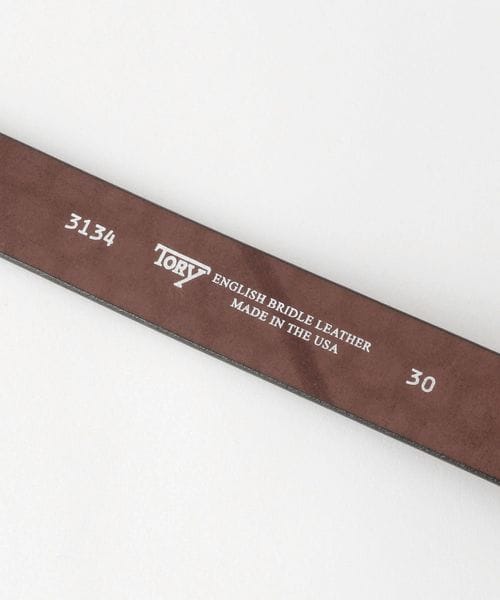 3134
TORY
ENGLISH BRIDLE LEATHER
MADE IN THE USA
30